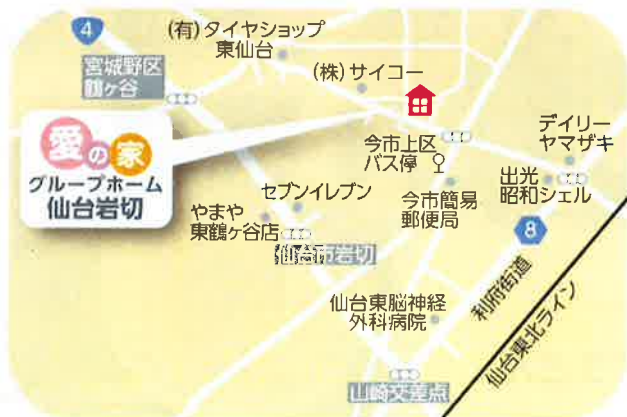 4
(有)タイヤショップ
東仙台
宮城野区
鶴ヶ谷
(株)サイコー
愛の家
グループホーム
仙台岩切
今市上区
バス停
デイリー
ヤマザキ
出光
昭和シェル
今市簡易
郵便局
セブンイレブン
やまや
東鶴ヶ谷店
仙台市岩切
8
利府街道
仙台東北ライン
仙台東脳神経
外科病院
山崎交差点